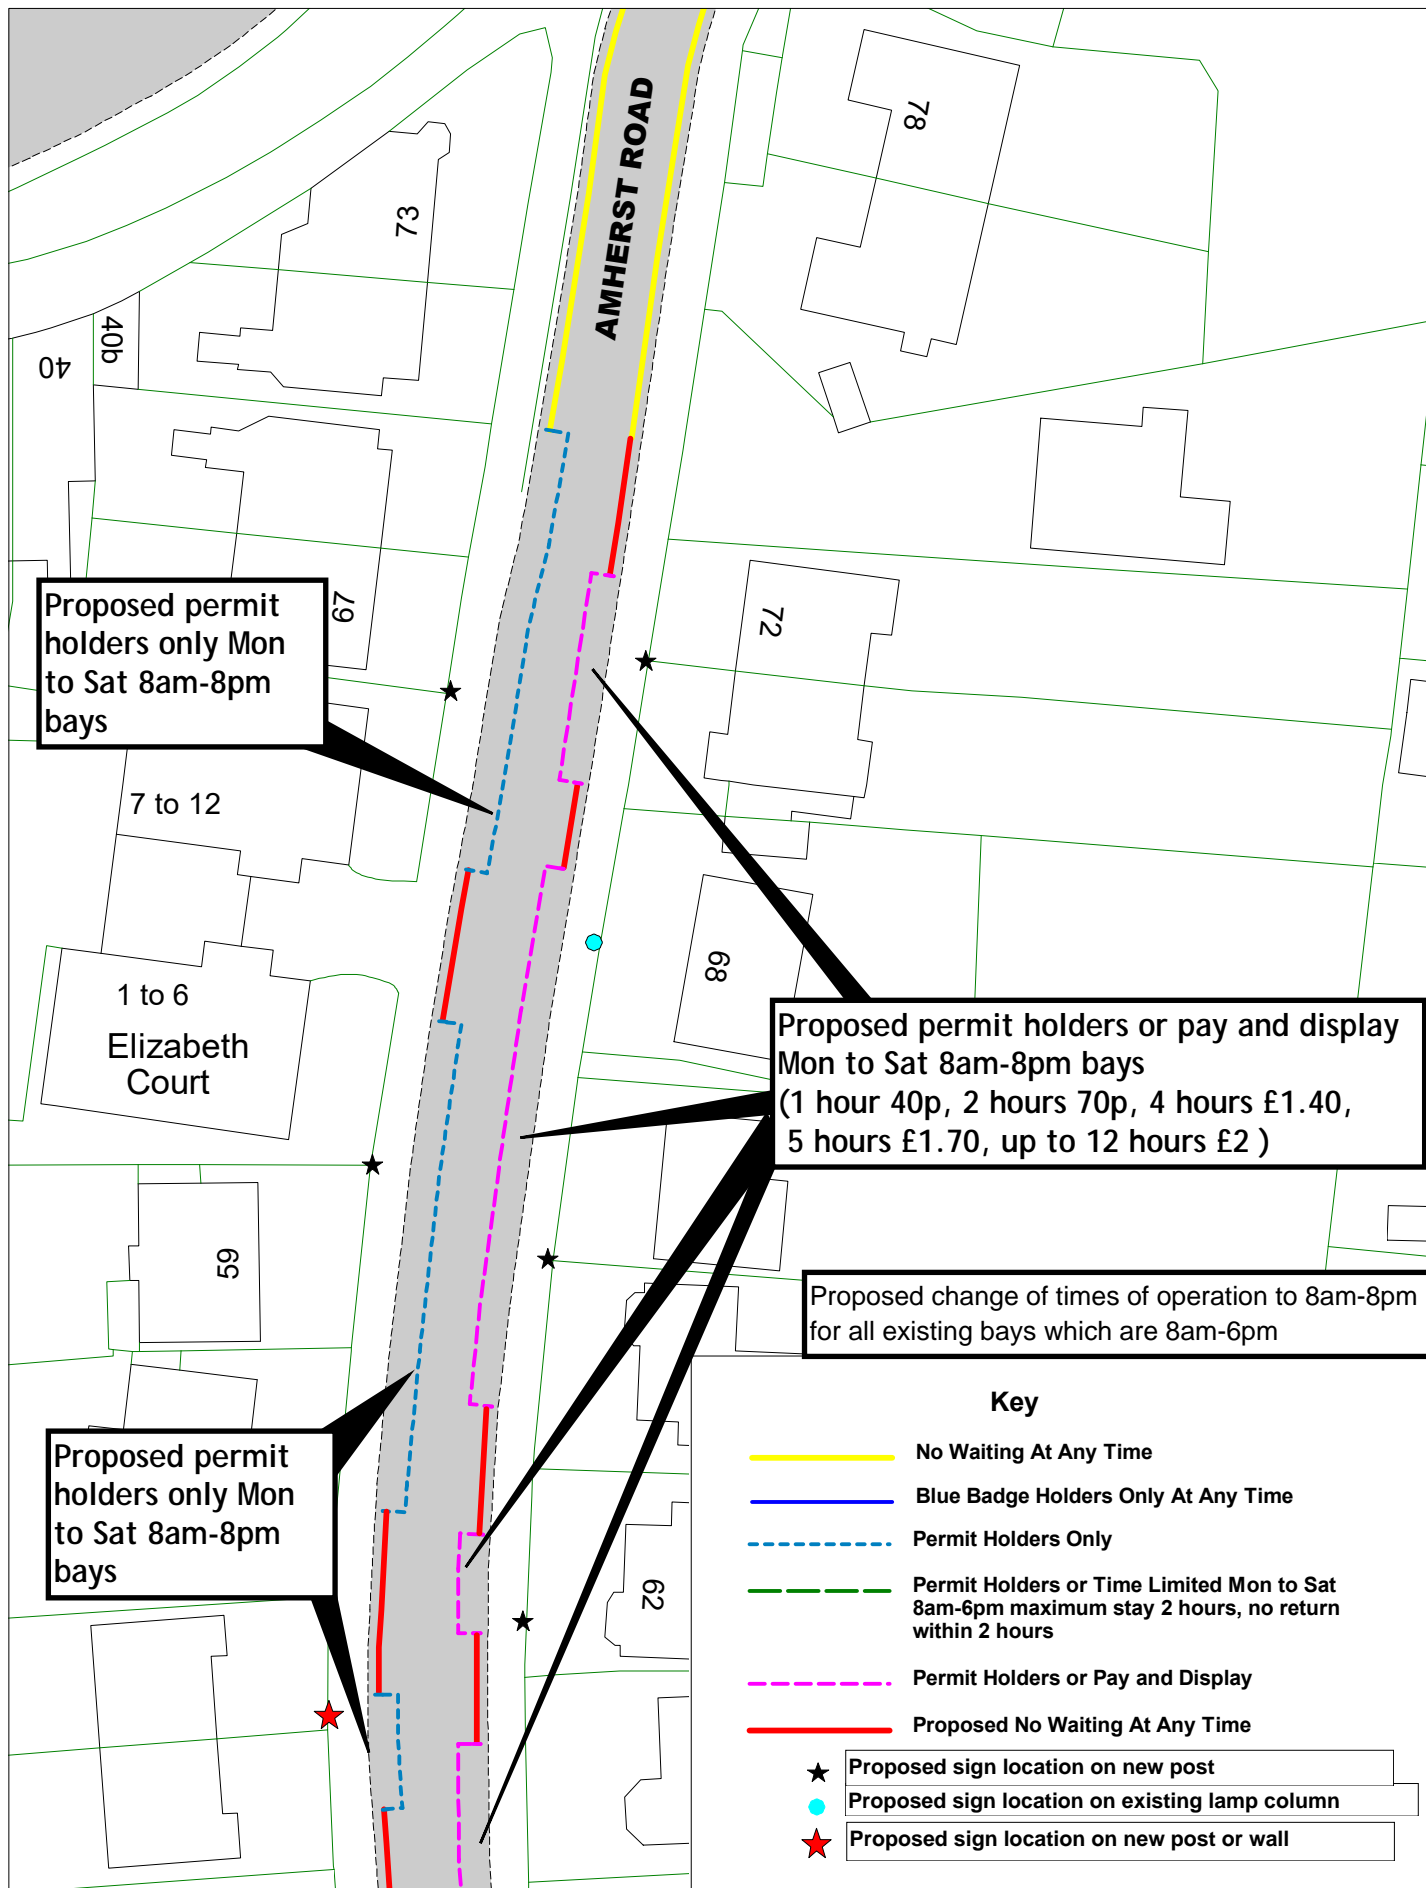 AMHERST ROAD
78
73
40b
40
67
72
Proposed permit
holders only Mon
to Sat 8am-8pm
bays
7 to 12
68
1 to 6
Elizabeth
Court
Proposed permit holders or pay and display
Mon to Sat 8am-8pm bays
(1 hour 40p, 2 hours 70p, 4 hours £1.40,
5 hours £1.70, up to 12 hours £2 )
59
Proposed change of times of operation to 8am-8pm
for all existing bays which are 8am-6pm
Proposed permit
holders only Mon
to Sat 8am-8pm
bays
62
Key
No Waiting At Any Time
Blue Badge Holders Only At Any Time
Permit Holders Only
Permit Holders or Time Limited Mon to Sat
8am-6pm maximum stay 2 hours, no return
within 2 hours
Permit Holders or Pay and Display
Proposed No Waiting At Any Time
Proposed sign location on new post
Proposed sign location on existing lamp column
Proposed sign location on new post or wall